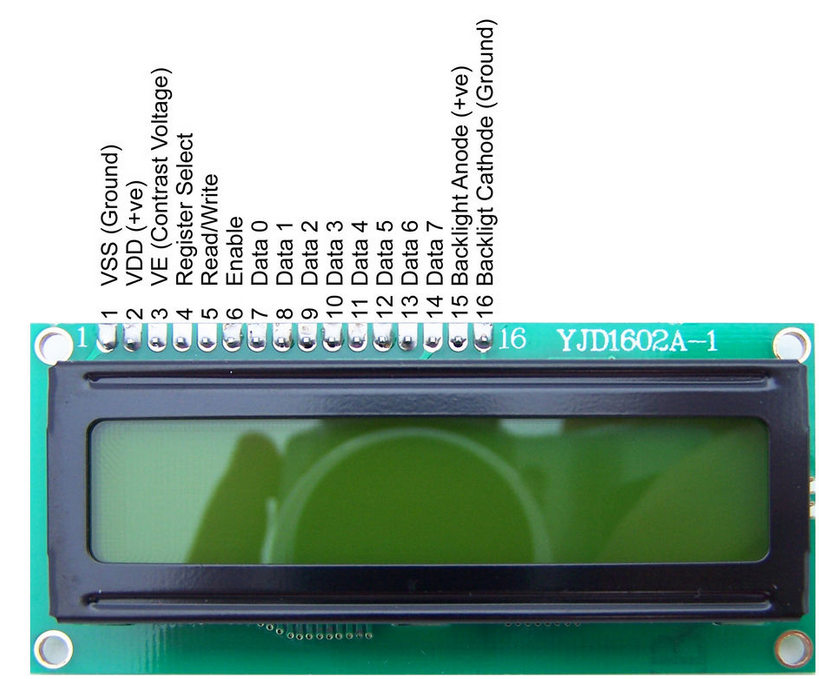 1 VSS (Ground)
2 VDD (+ve)
3 VE (Contrast Voltage)
4 Register Select
5 Read/Write
6 Enable
7 Data 0
8 Data 1
9 Data 2
10 Data 3
11 Data 4
12 Data 5
13 Data 6
14 Data 7
15 Backlight Anode (+ve)
16 Backligt Cathode (Ground)
1
16
YJD1602A-1